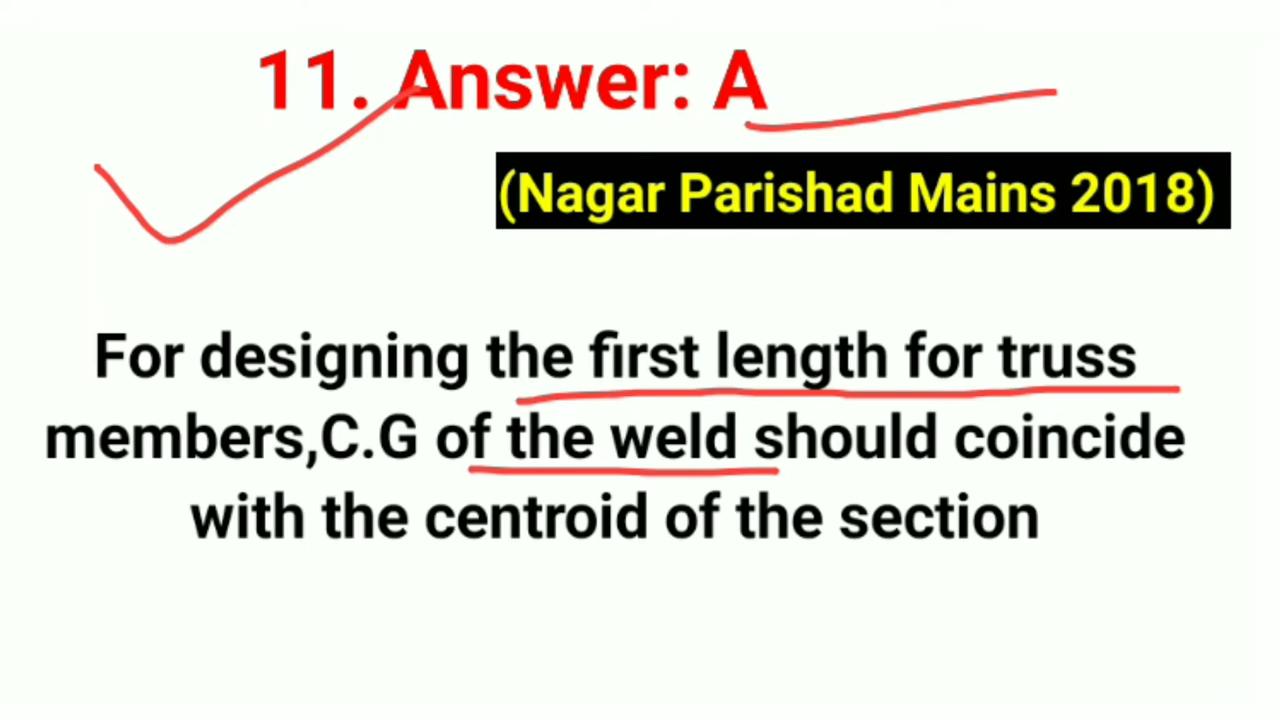 11. Answer: A
(Nagar Parishad Mains 2018)
For designing the first length for truss
members,C.G of the weld should coincide
with the centroid of the section